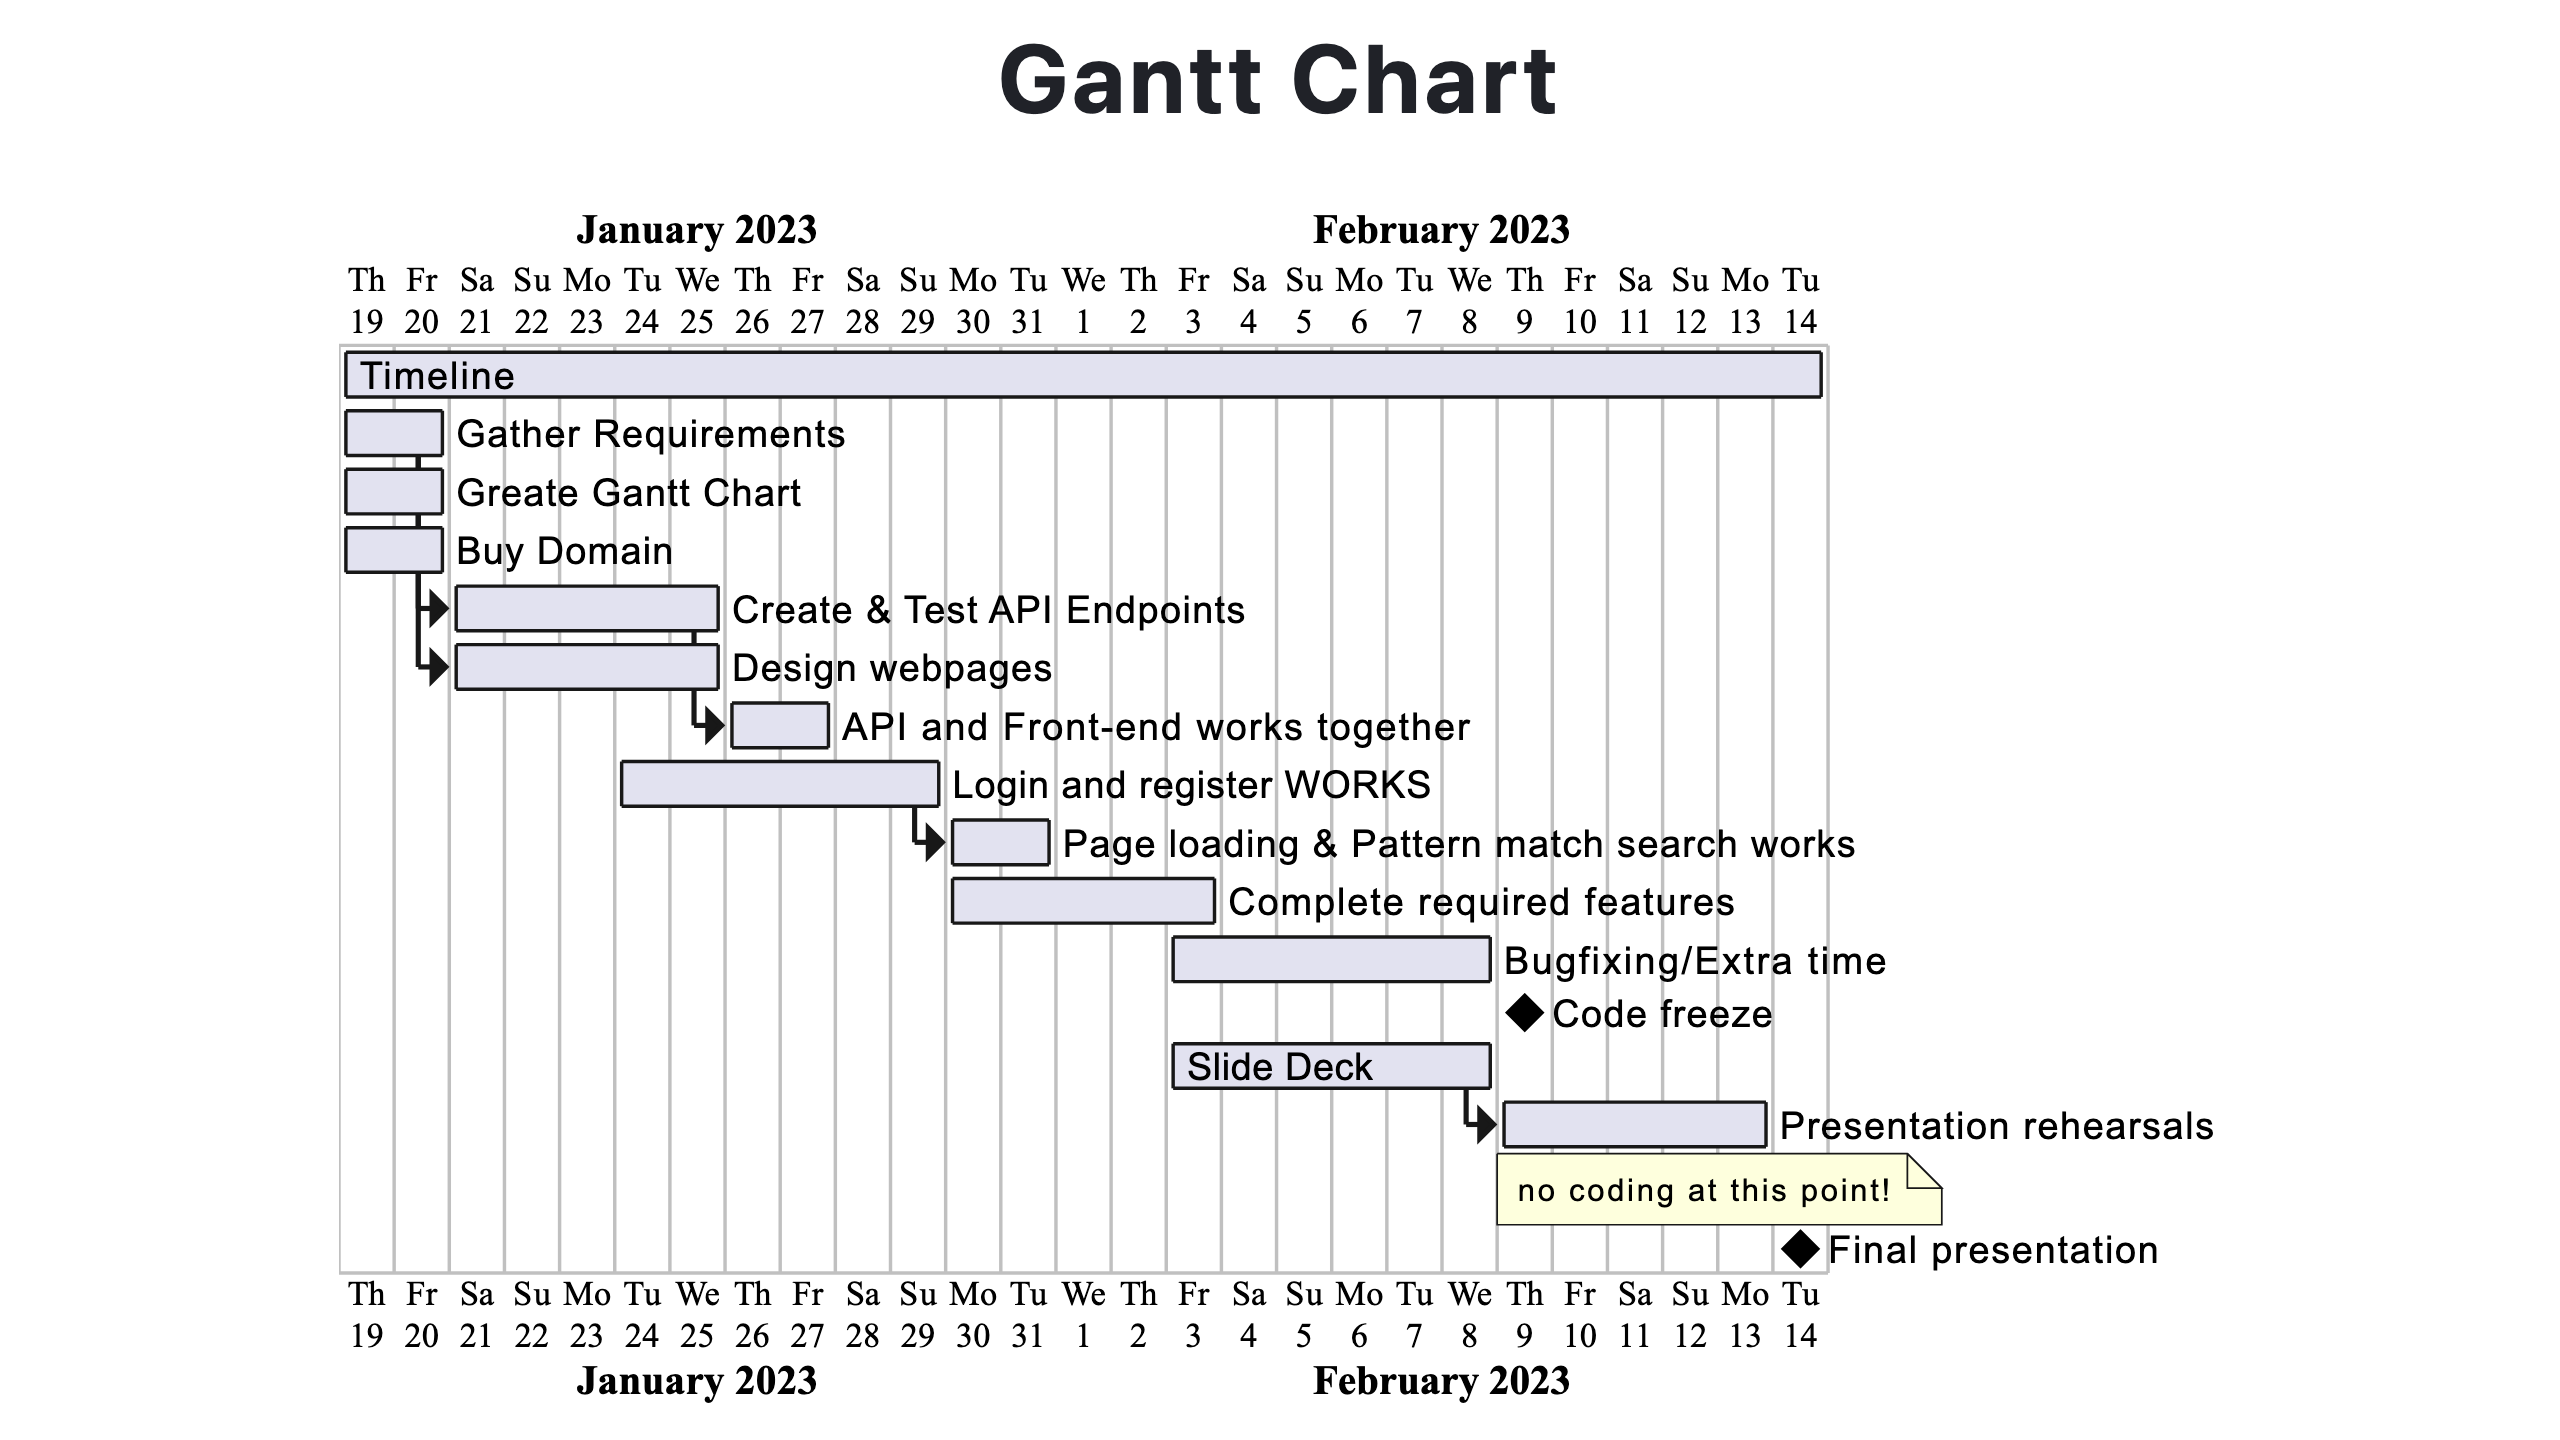 Gantt Chart
January 2023 February 2023
Th Fr Sa Su Mo Tu We Th Fr Sa Su Mo Tu We Th Fr Sa Su Mo Tu We Th Fr Sa Su Mo Tu
19 20 21 22 23 24 25 26 27 28 29 30 31 1 2 3 4 5 6 7 8 9 10 11 12 13 14
Timeline
Gather Requirements
Greate Gantt Chart
Buy Domain
Create & Test API Endpoints
Design webpages
API and Front-end works together
Login and register WORKS
Page loading & Pattern match search works
Complete required features
Bugfixing/Extra time
Code freeze
Slide Deck
Presentation rehearsals
no coding at this point!
Final presentation
Th Fr Sa Su Mo Tu We Th Fr Sa Su Mo Tu We Th Fr Sa Su Mo Tu We Th Fr Sa Su Mo Tu
19 20 21 22 23 24 25 26 27 28 29 30 31 1 2 3 4 5 6 7 8 9 10 11 12 13 14
January 2023 February 2023